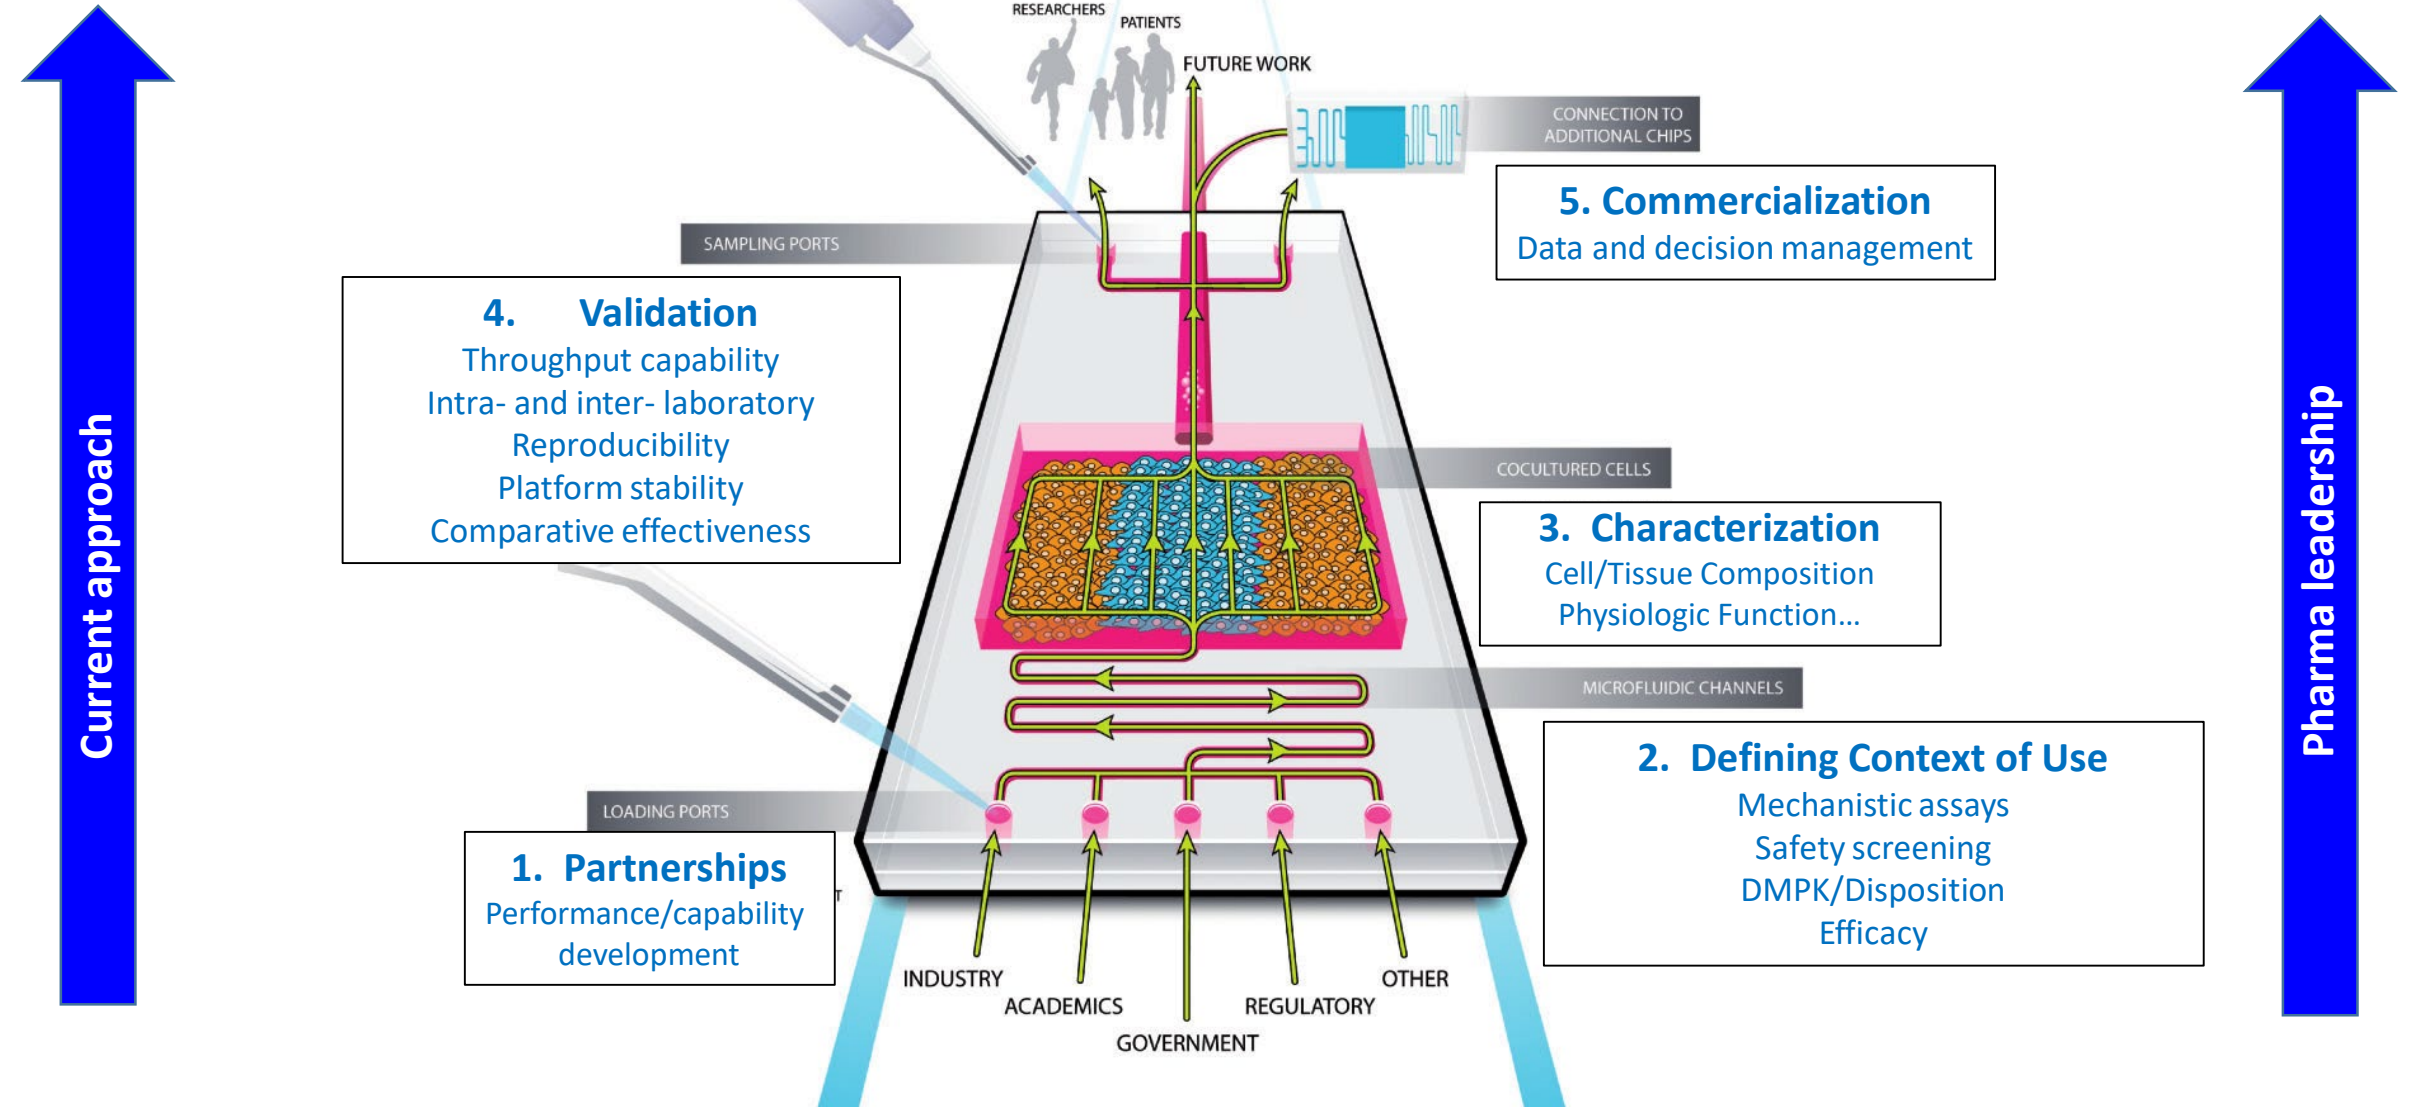 RESEARCHERS
PATIENTS
FUTURE WORK
CONNECTION TO
ADDITIONAL CHIPS
5. Commercialization
Data and decision management
SAMPLING PORTS
4. Validation
Throughput capability
Intra- and inter- laboratory
Reproducibility
Platform stability
Comparative effectiveness
Current approach
Pharma leadership
COCULTURED CELLS
3. Characterization
Cell/Tissue Composition
Physiologic Function...
MICROFLUIDIC CHANNELS
2. Defining Context of Use
Mechanistic assays
Safety screening
DMPK/Disposition
Efficacy
LOADING PORTS
1. Partnerships
Performance/capability
development
INDUSTRY
ACADEMICS
GOVERNMENT
REGULATORY
OTHER